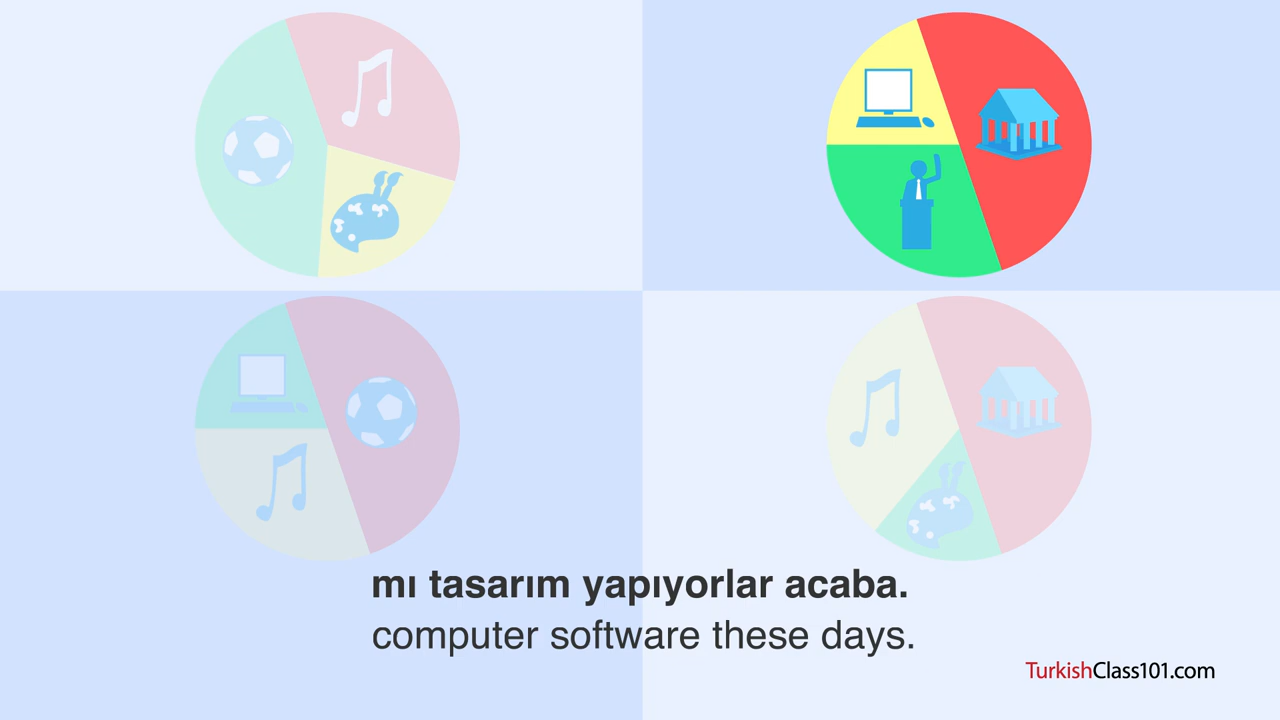 mı tasarım yapıyorlar acaba.
computer software these days.
TurkishClass101.com